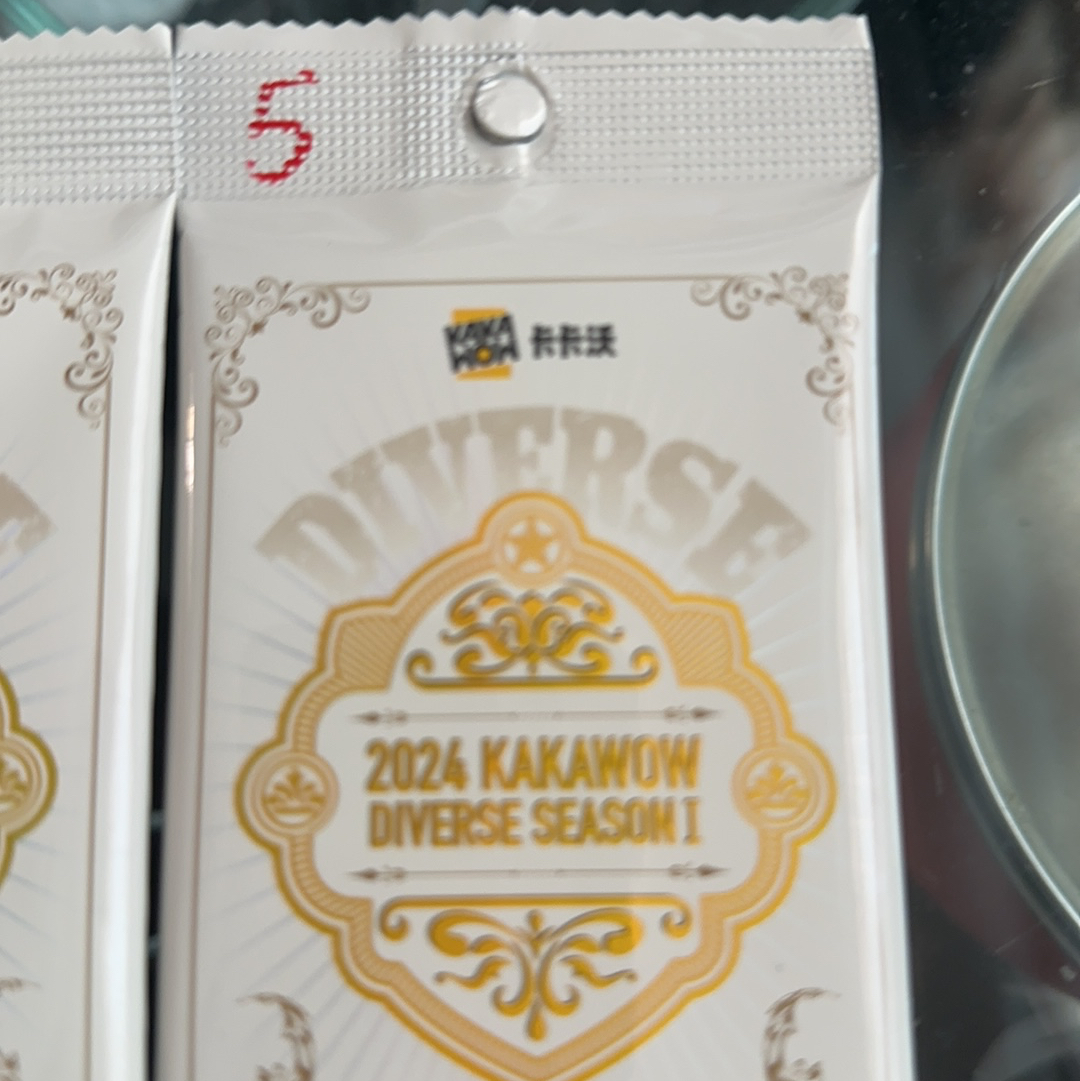 5
KAKA WOW 卡卡沃
DIVERSE
2024 KAKAWOW
DIVERSE SEASON I